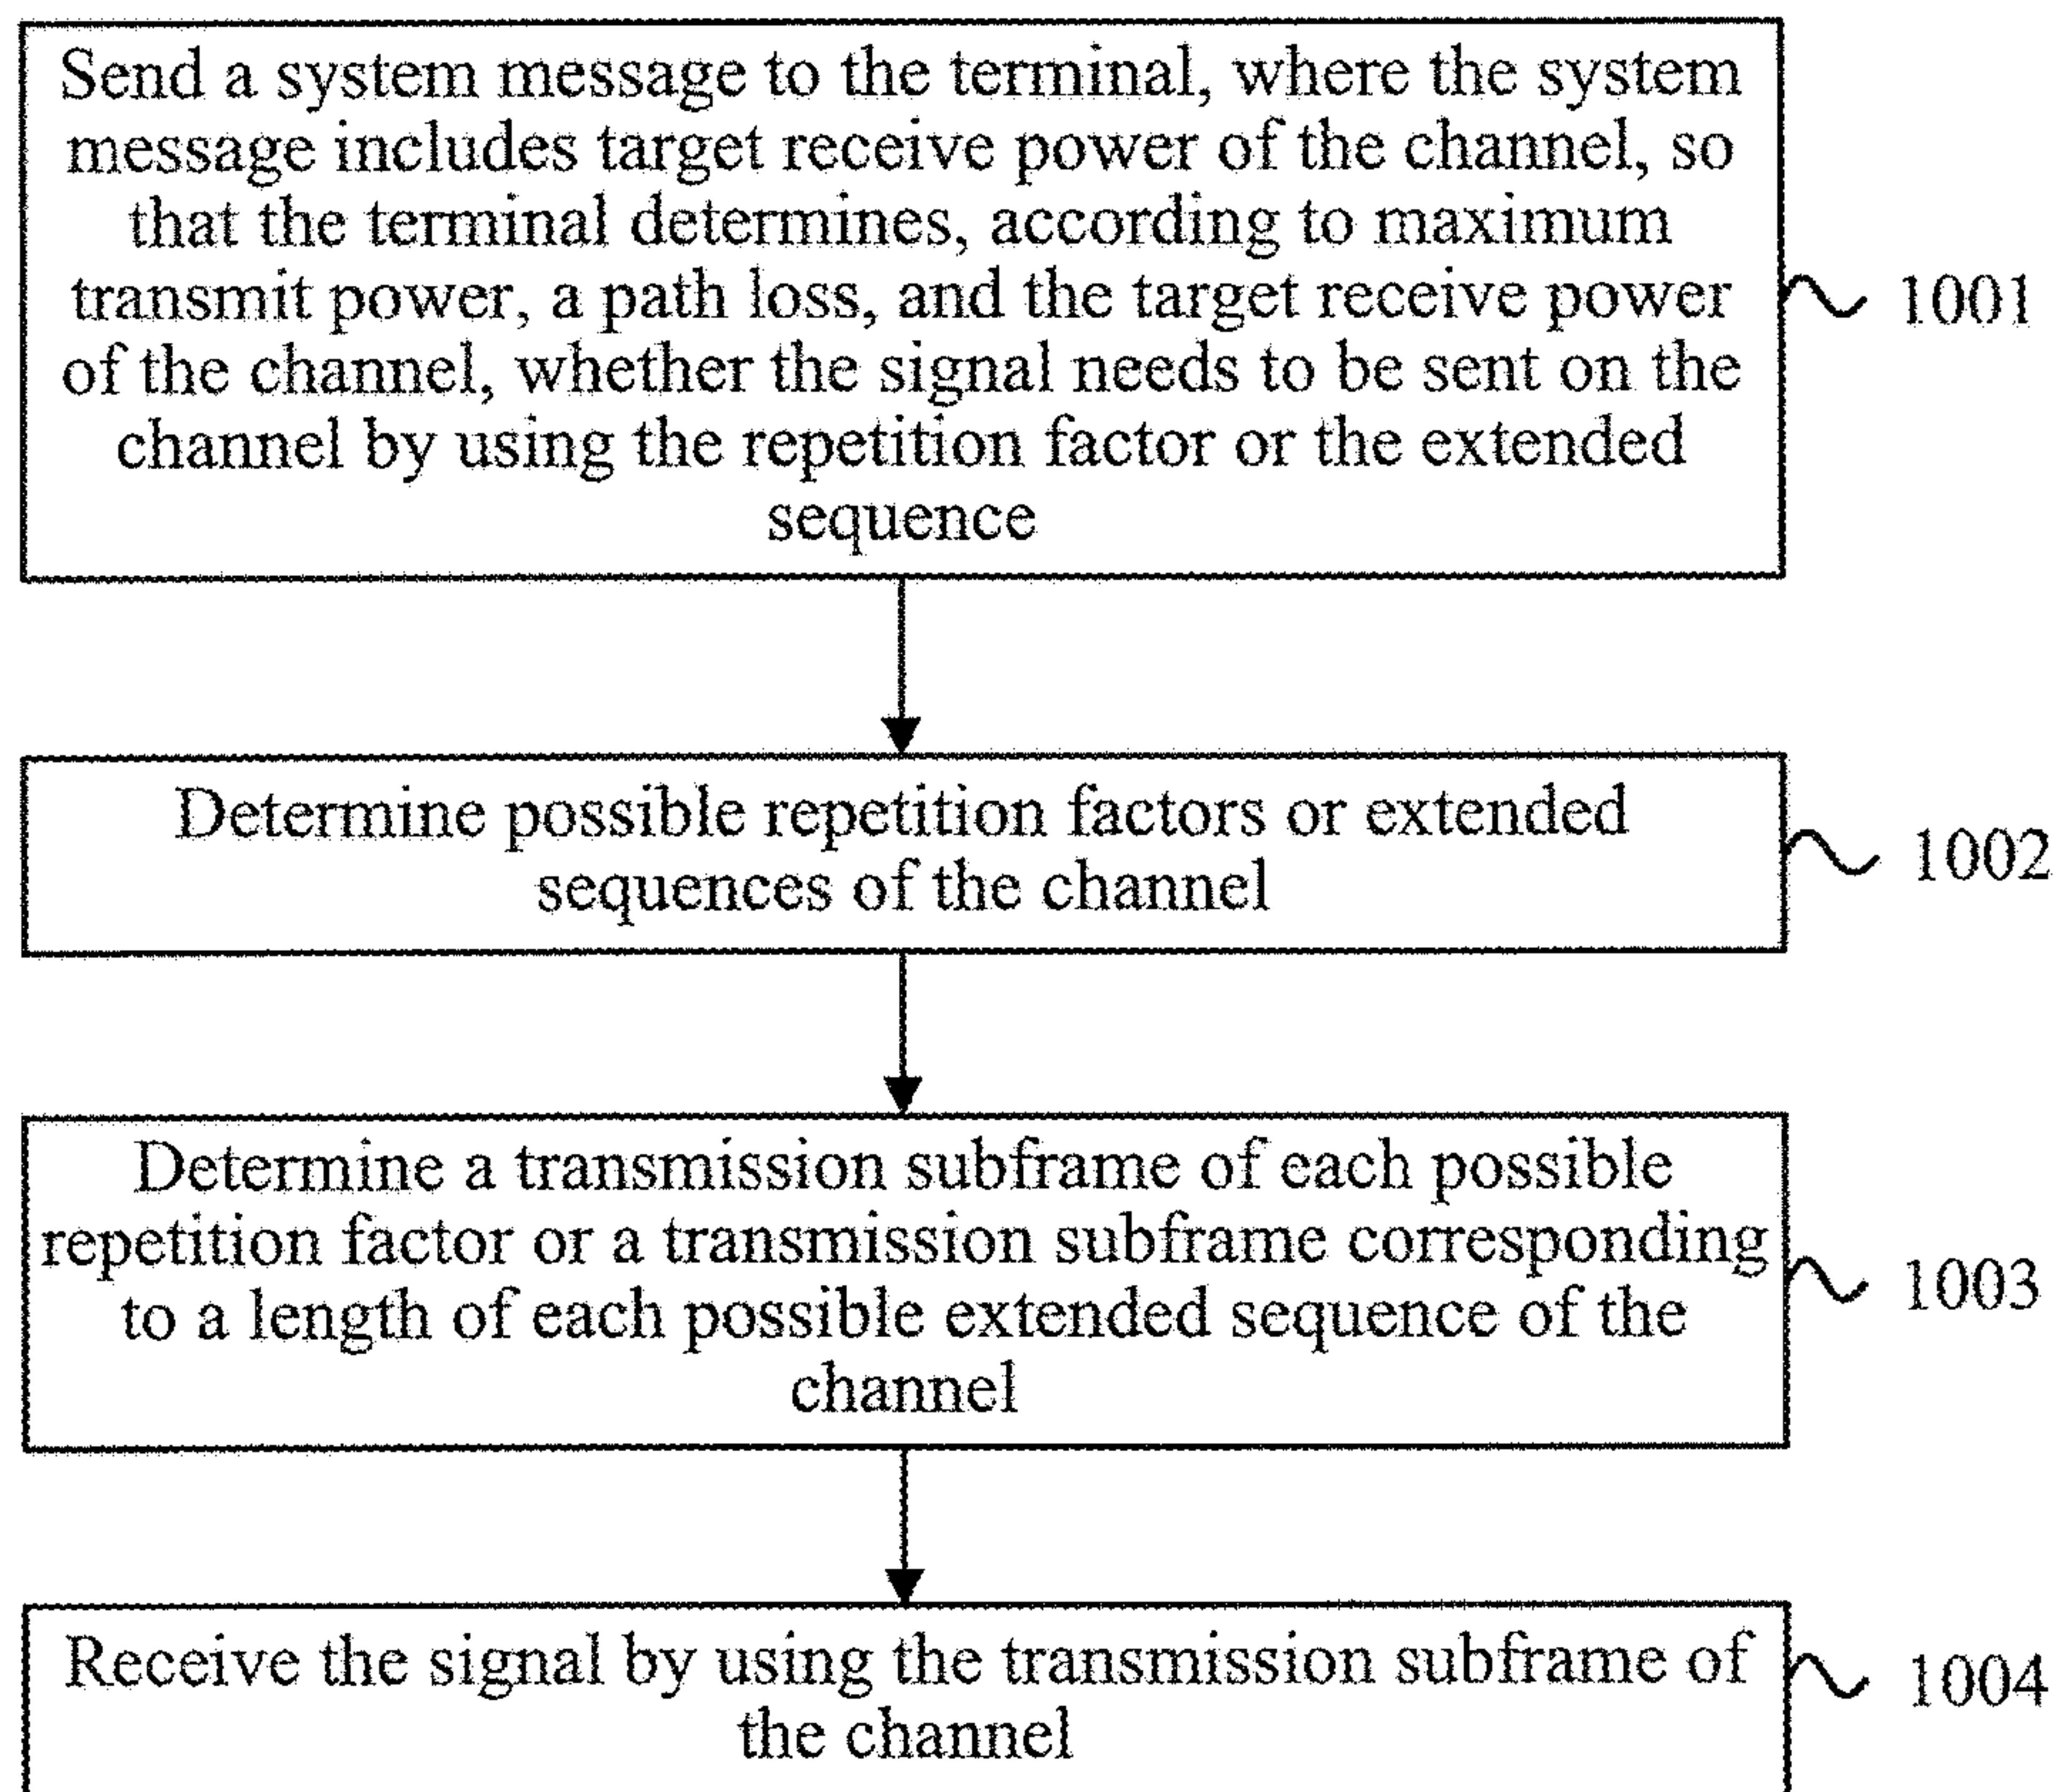 Send a system message to the terminal, where the system
message includes target receive power of the channel, so
that the terminal determines, according to maximum
transmit power, a path loss, and the target receive power
of the channel, whether the signal needs to be sent on the
channel by using the repetition factor or the extended
sequence
1001
Determine possible repetition factors or extended
sequences of the channel
1002
Determine a transmission subframe of each possible
repetition factor or a transmission subframe corresponding
to a length of each possible extended sequence of the
channel
1003
Receive the signal by using the transmission subframe of
the channel
1004